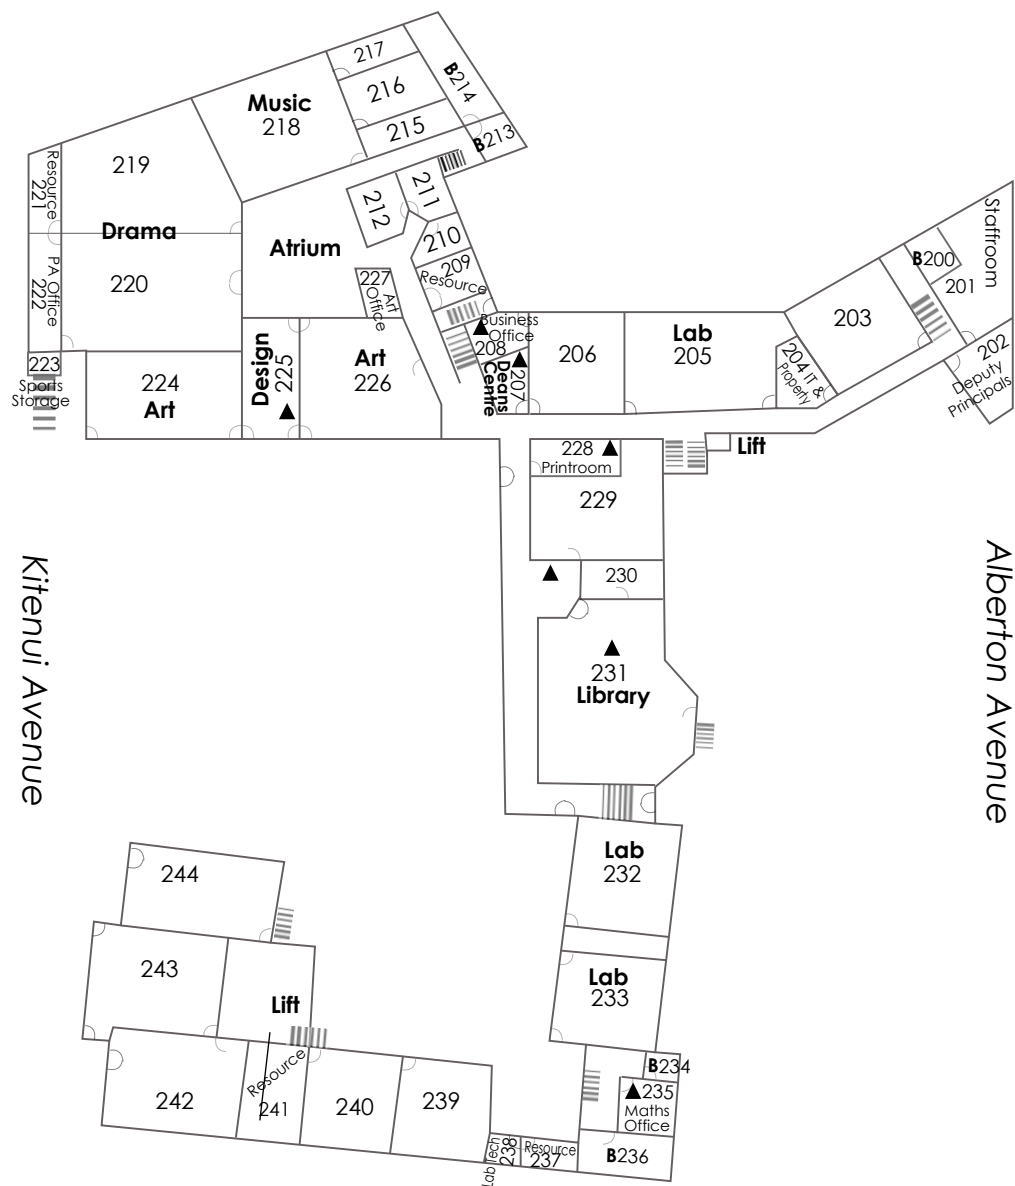 217
216
B214
Music
218
215
B213
219
Resource
221
211
212
Drama
210
Atrium
209
Resource
PA Office
222
220
227
Art
Office
Staffroom
B200
201
203
202
Deputy
Principals
Business
Office
208
Deans
Centre
207
206
Lab
205
204 IT &
Property
223
Sports
Storage
224
Art
Design
225
Art
226
228
Printroom
Lift
229
230
231
Library
Kitenui Avenue
Alberton Avenue
Lab
232
244
243
Lab
233
Lift
Resource
241
242
240
239
B234
235
Maths
Office
B236
Lab Tech
238
Resource
237